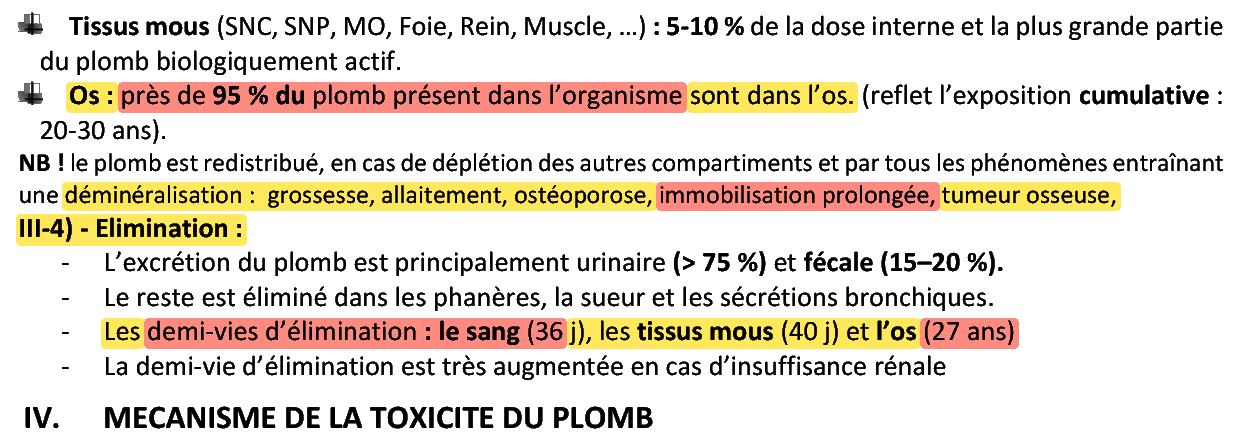 Tissus mous (SNC, SNP, MO, Foie, Rein, Muscle, …) : 5-10 % de la dose interne et la plus grande partie
du plomb biologiquement actif.
Os : près de 95 % du plomb présent dans l’organisme sont dans l’os. (reflet l’exposition cumulative :
20-30 ans).
NB ! le plomb est redistribué, en cas de déplétion des autres compartiments et par tous les phénomènes entraînant
une déminéralisation : grossesse, allaitement, ostéoporose, immobilisation prolongée, tumeur osseuse,
III-4) - Elimination :
- L’excrétion du plomb est principalement urinaire (> 75 %) et fécale (15–20 %).
- Le reste est éliminé dans les phanères, la sueur et les sécrétions bronchiques.
- Les demi-vies d’élimination : le sang (36 j), les tissus mous (40 j) et l’os (27 ans)
- La demi-vie d’élimination est très augmentée en cas d’insuffisance rénale
IV. MECANISME DE LA TOXICITE DU PLOMB